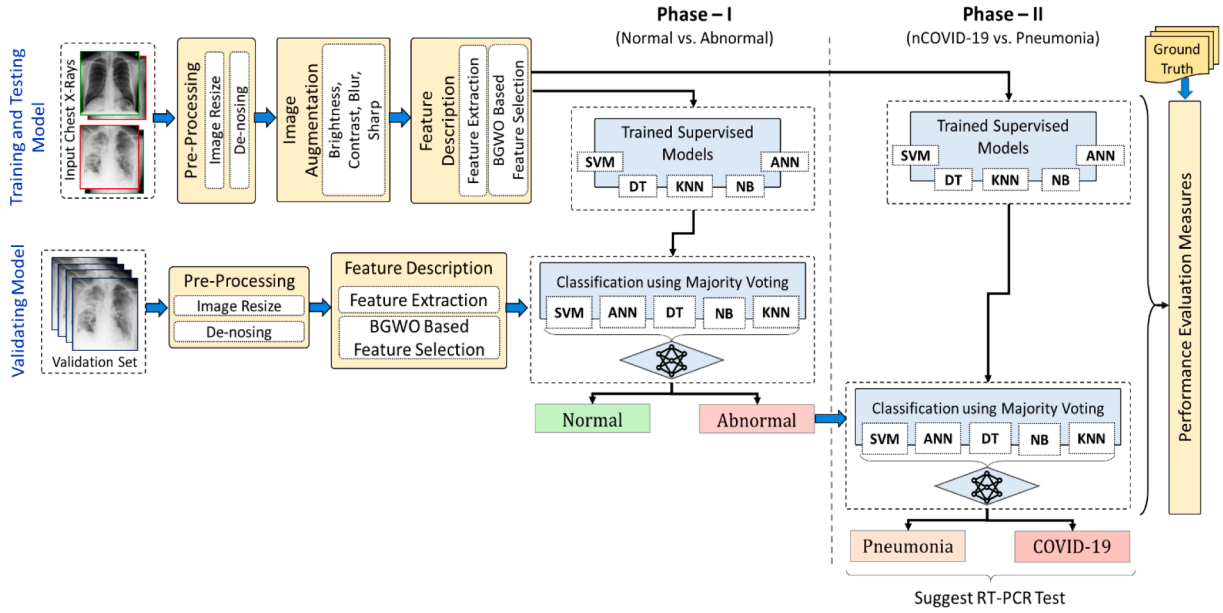 Phase – I
(Normal vs. Abnormal)
Phase – II
(nCOVID-19 vs. Pneumonia)
Ground
Truth
Training and Testing
Model
Input Chest X-Rays
Pre-Processing
Image Resize
De-nosing
Image
Augmentation
Brightness,
Contrast, Blur,
Sharp
Feature
Description
Feature Extraction
BGWO Based
Feature Selection
Trained Supervised
Models
SVM
ANN
DT
KNN
NB
Trained Supervised
Models
SVM
ANN
DT
KNN
NB
Performance Evaluation Measures
Validating Model
Validation Set
Pre-Processing
Image Resize
De-nosing
Feature Description
Feature Extraction
BGWO Based
Feature Selection
Classification using Majority Voting
SVM
ANN
DT
NB
KNN
Normal
Abnormal
Classification using Majority Voting
SVM
ANN
DT
NB
KNN
Pneumonia
COVID-19
Suggest RT-PCR Test